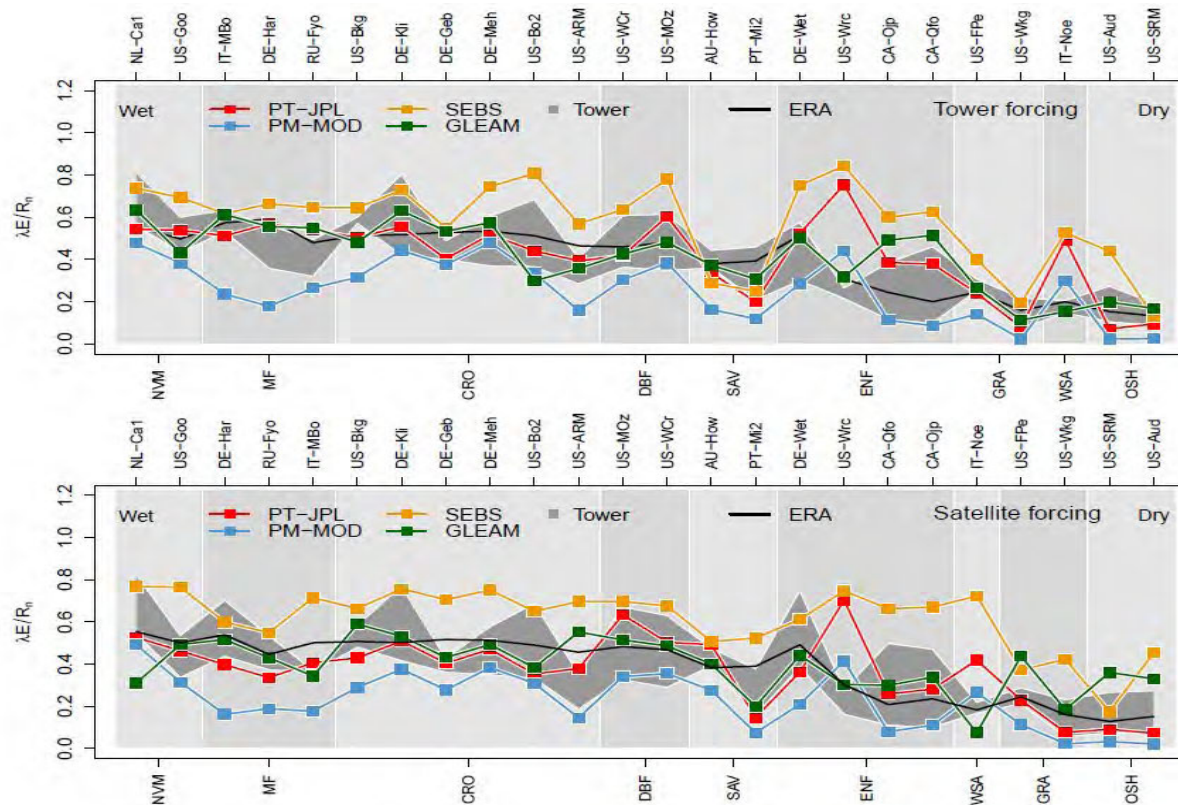 NL-Ca1 US-Goo IT-MBo DE-Har RU-Fyo US-Bkg DE-Kli DE-Geb DE-Meh US-Bo2 US-ARM US-WCr US-MOz AU-How PT-Mi2 DE-Wet US-Wrc CA-Ojp CA-Qfo US-FPe US-Wkg IT-Noe US-Aud US-SRM
1.2
Wet PT-JPL SEBS Tower ERA Tower forcing Dry
PM-MOD GLEAM
1.0
0.8
0.6
λE/Rn
0.4
0.2
0.0
NVM MF CRO DBF SAV ENF GRA WSA OSH
NL-Ca1 US-Goo DE-Har RU-Fyo IT-MBo US-Bkg DE-Kli DE-Geb DE-Meh US-Bo2 US-ARM US-MOz US-WCr AU-How PT-Mi2 DE-Wet US-Wrc CA-Qfo CA-Ojp IT-Noe US-FPe US-Wkg US-SRM US-Aud
1.2
Wet PT-JPL SEBS Tower ERA Satellite forcing Dry
PM-MOD GLEAM
1.0
0.8
0.6
λE/Rn
0.4
0.2
0.0
NVM MF CRO DBF SAV ENF WSA GRA OSH